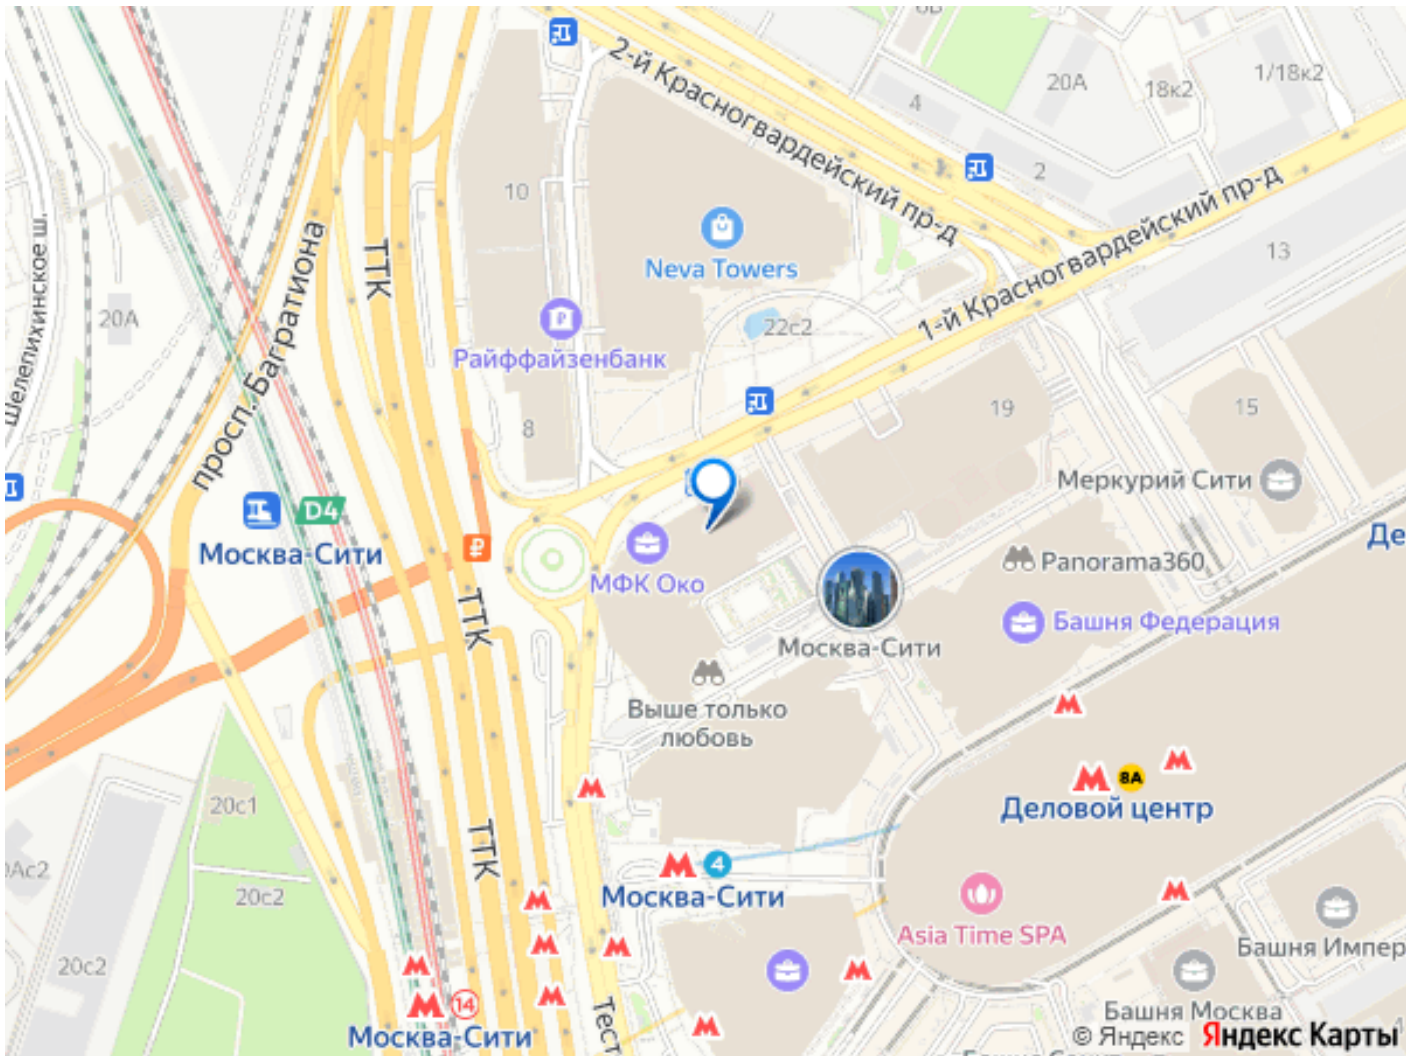 2-й Красногвардейский пр-д
20А
18к2
1/18к2
4
2
10
ТТК
просп. Багратиона
Шелепихинское ш.
1-й Красногвардейский пр-д
13
Neva Towers
20А
22с2
Райффайзенбанк
8
19
15
Меркурий Сити
D4
₽
Москва-Сити
МФК Око
Panorama360
Де
Башня Федерация
ТТК
Москва-Сити
Выше только
любовь
8А
Деловой центр
20с1
ТТК
4
Москва-Сити
20с2
Asia Time SPA
Башня Импер
20с2
14
Москва-Сити
Тест
Башня Москва
© Яндекс Яндекс Карты